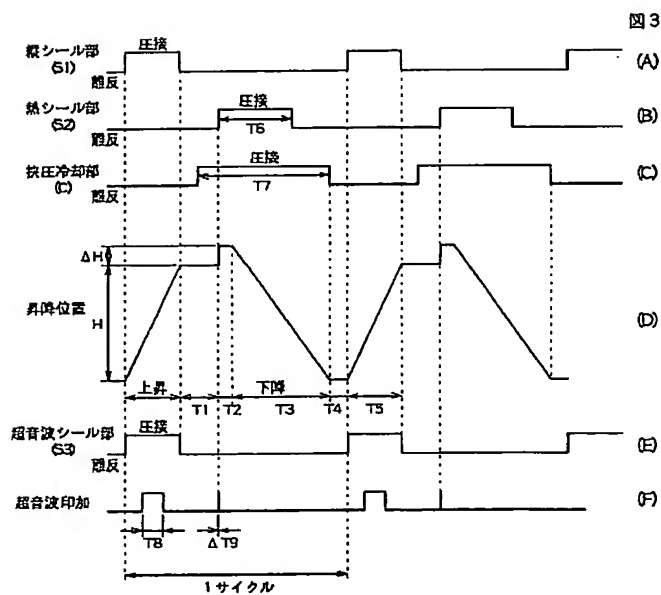 図3
縦シール部
(S1)
圧接
離反
(A)
熱シール部
(S2)
圧接
T6
離反
(B)
挟圧冷却部
(C)
圧接
T7
離反
(C)
ΔH
昇降位置
H
(D)
上昇
下降
T1
T2
T3
T4
T5
超音波シール部
(S3)
圧接
離反
(E)
超音波印加
(F)
T8
ΔT9
1サイクル